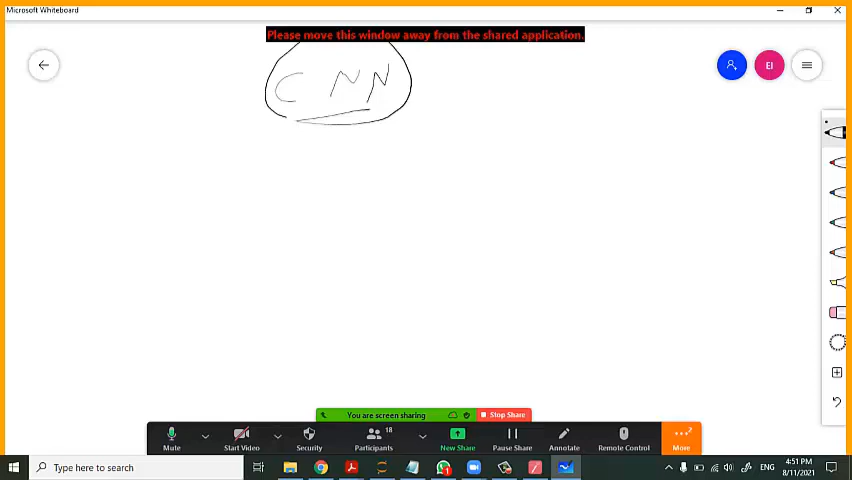 Microsoft Whiteboard
Please move this window away from the shared application.
CNN
EI
You are screen sharing
Stop Share
18
Mute
Start Video
Security
Participants
New Share
Pause Share
Annotate
Remote Control
More
Type here to search
1
ENG
4:51 PM
8/11/2021